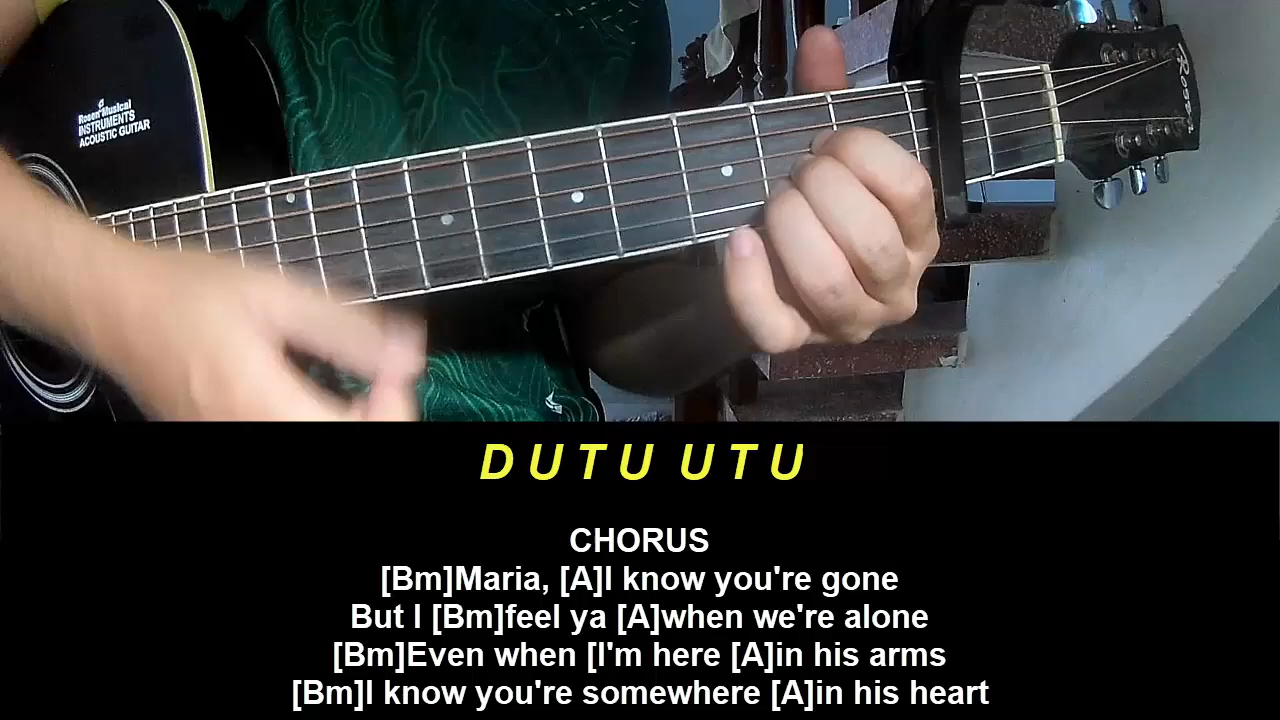 Rosen Musical
INSTRUMENTS
ACOUSTIC GUITAR
D U T U U T U
CHORUS
[Bm]Maria, [A]I know you're gone
But I [Bm]feel ya [A]when we're alone
[Bm]Even when [I'm here [A]in his arms
[Bm]I know you're somewhere [A]in his heart